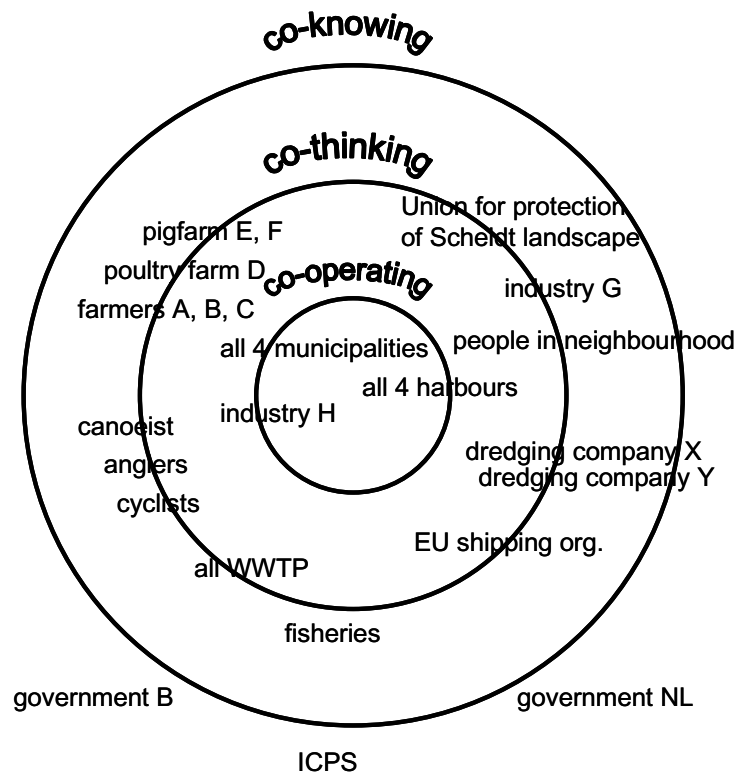 co-knowing
co-thinking
Union for protection
of Scheldt landscape
pigfarm E, F
poultry farm D
co-operating
industry G
farmers A, B, C
people in neighbourhood
all 4 municipalities
all 4 harbours
industry H
canoeist
dredging company X
anglers
dredging company Y
cyclists
EU shipping org.
all WWTP
fisheries
government B
government NL
ICPS